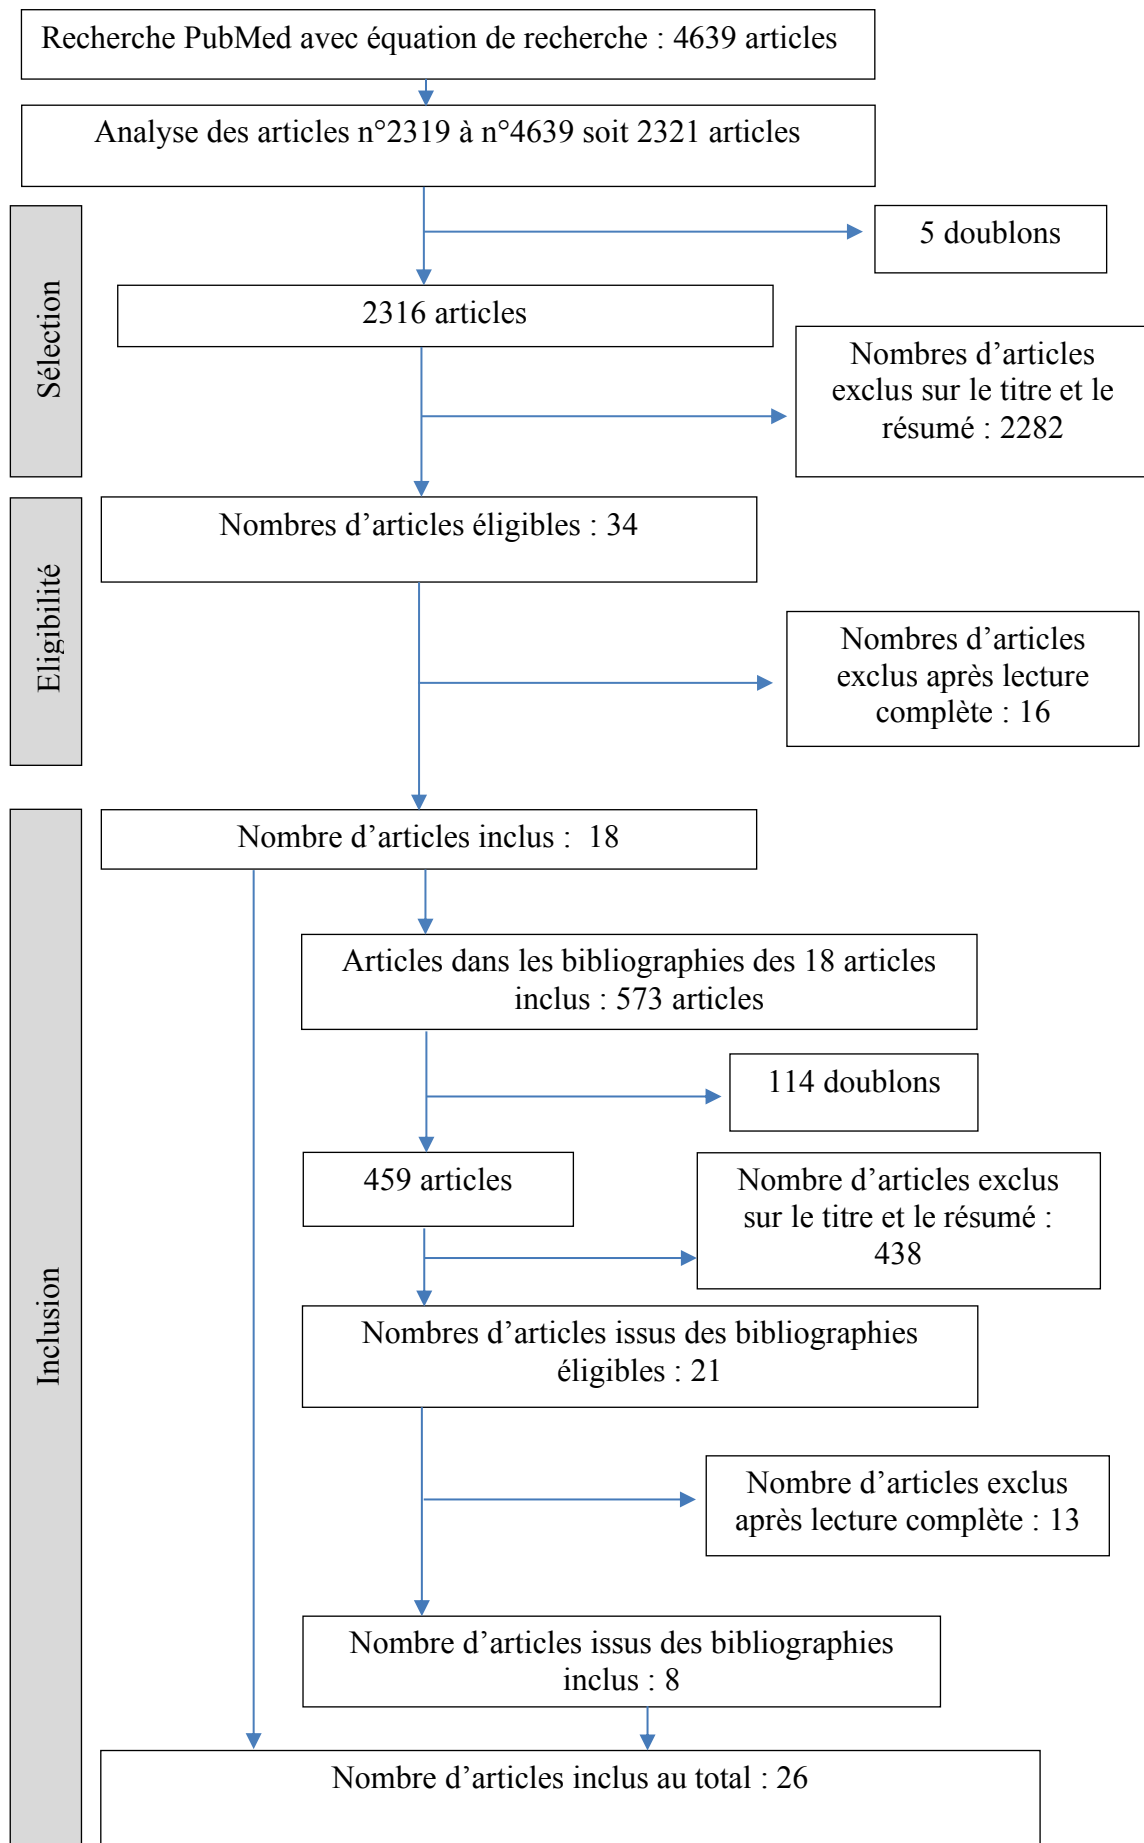 Recherche PubMed avec équation de recherche : 4639 articles
Analyse des articles n°2319 à n°4639 soit 2321 articles
Sélection
5 doublons
2316 articles
Nombres d’articles
exclus sur le titre et le
résumé : 2282
Eligibilité
Nombres d’articles éligibles : 34
Nombres d’articles
exclus après lecture
complète : 16
Inclusion
Nombre d’articles inclus :  18
Articles dans les bibliographies des 18 articles
inclus : 573 articles
114 doublons
459 articles
Nombre d’articles exclus
sur le titre et le résumé :
438
Nombres d’articles issus des bibliographies
éligibles : 21
Nombre d’articles exclus
après lecture complète : 13
Nombre d’articles issus des bibliographies
inclus : 8
Nombre d’articles inclus au total : 26